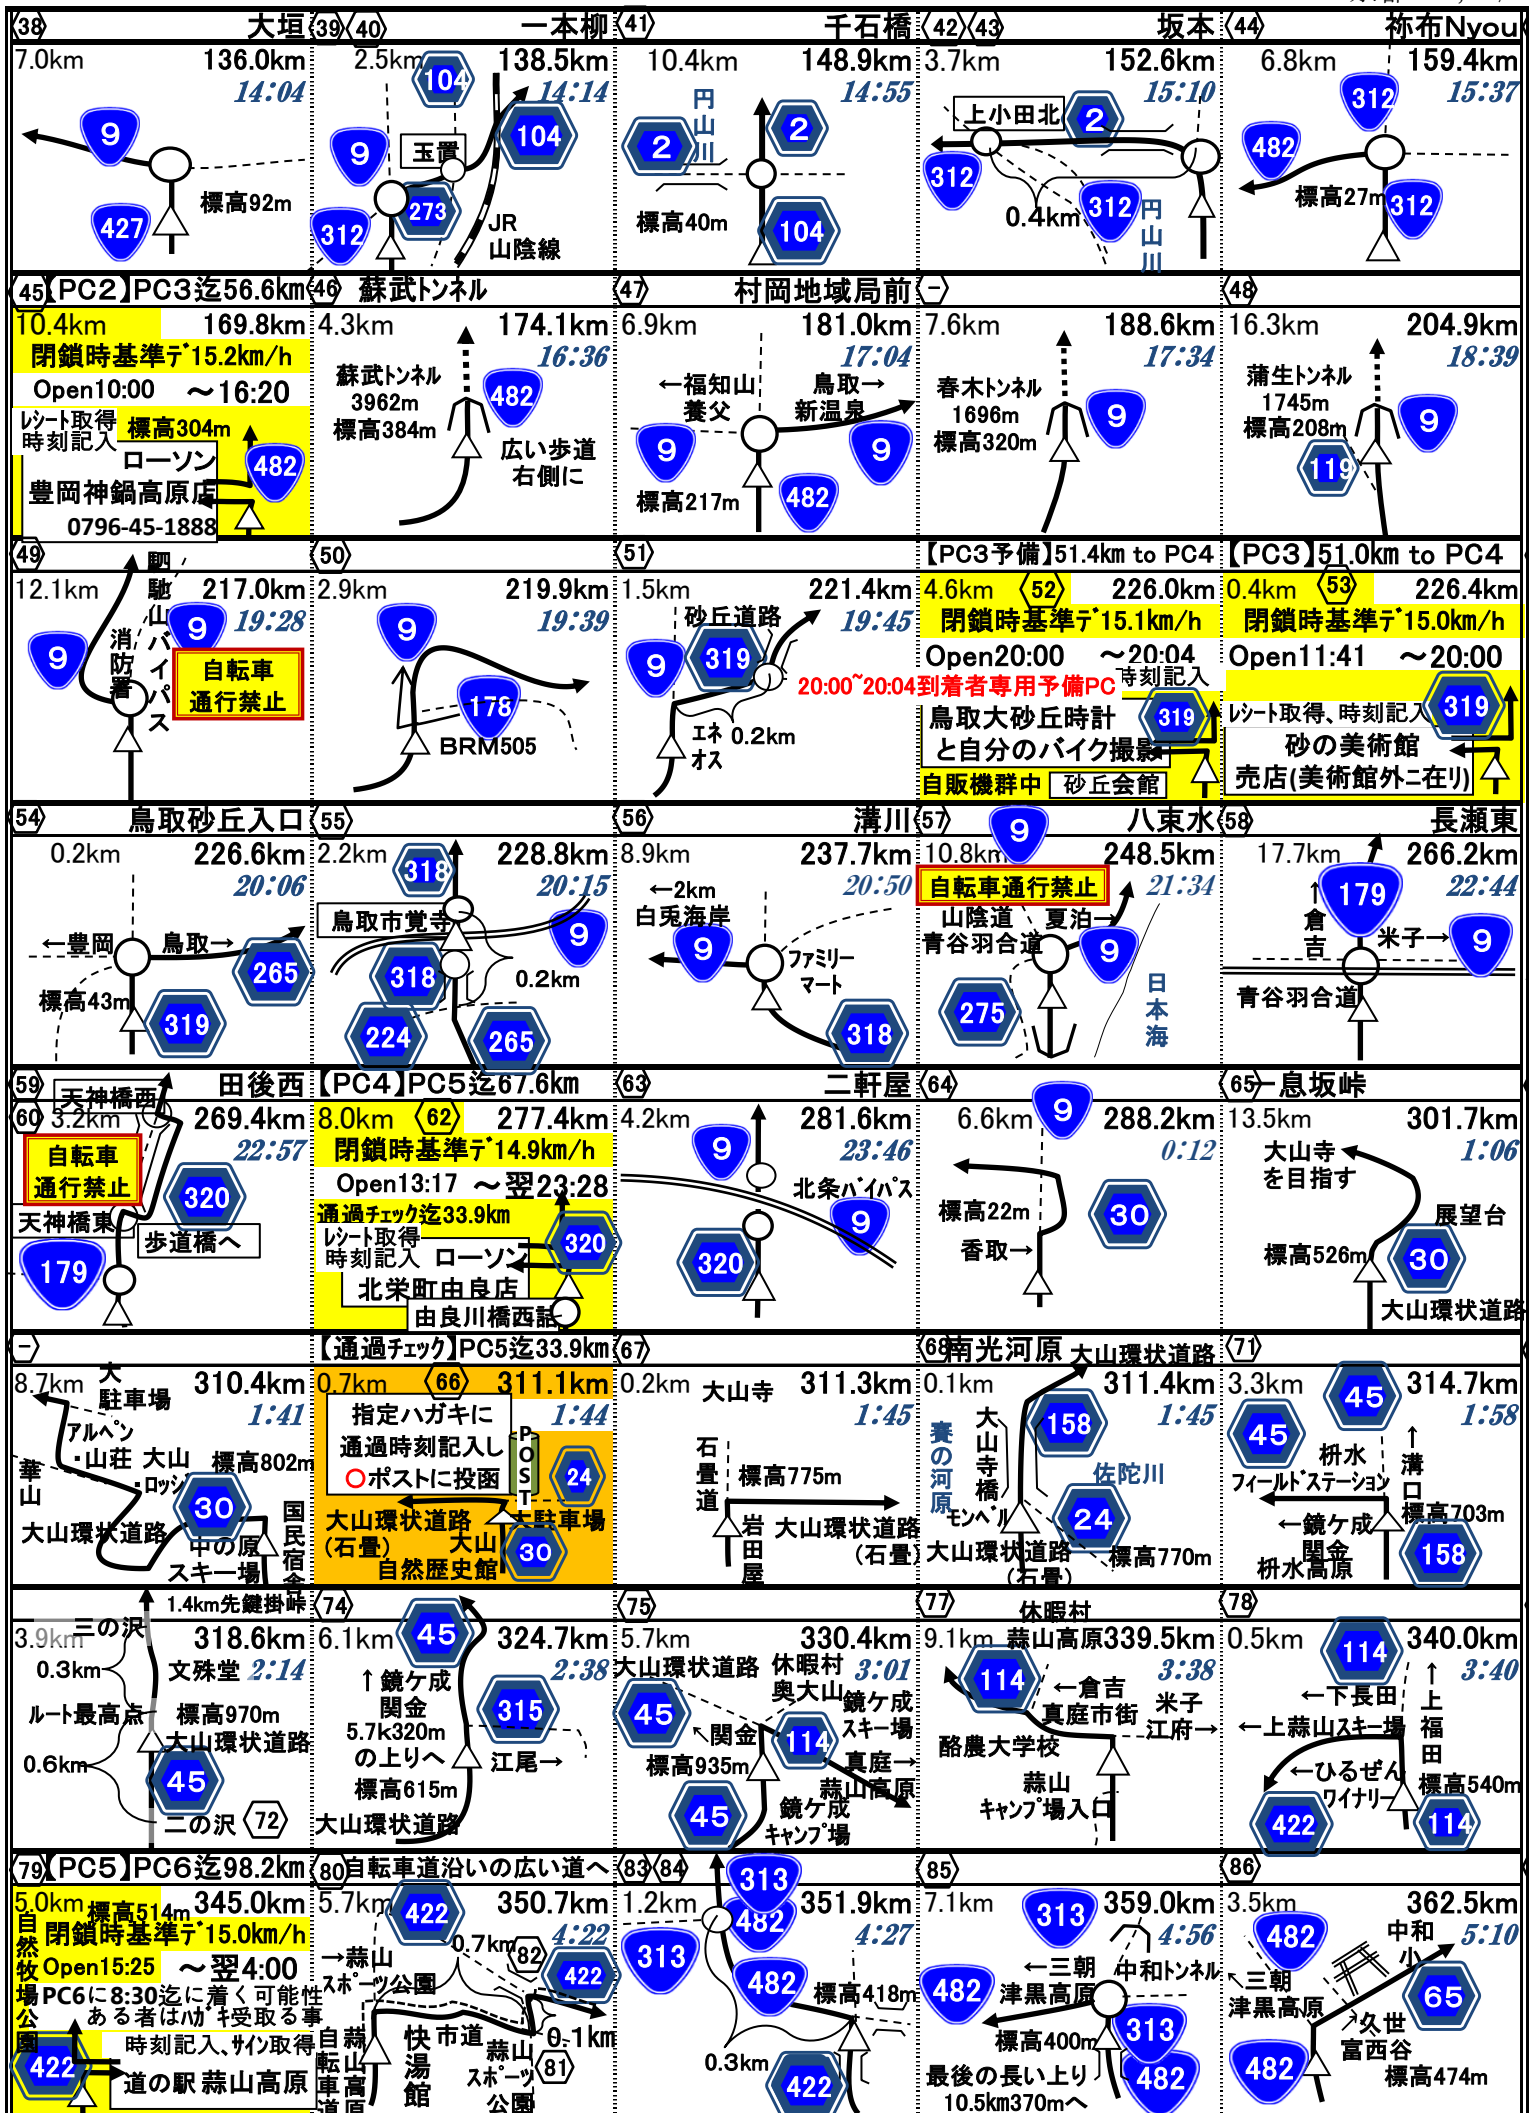 38 大垣
7.0km 136.0km
14:04
9
427
標高92m
39 40 一本柳
2.5km 138.5km
14:14
104
104
9
玉置
273
312
JR
山陰線
41 千石橋
10.4km 148.9km
14:55
円山川
2
2
標高40m
104
42 43 坂本
3.7km 152.6km
15:10
上小田北
2
312
0.4km
312
円山川
44 祢布Nyou
6.8km 159.4km
15:37
312
482
標高27m
312
45 【PC2】PC3迄56.6km
10.4km 169.8km
閉鎖時基準ﾃﾞ15.2km/h
Open10:00 ～16:20
ﾚｼｰﾄ取得
時刻記入
標高304m
ローソン
豊岡神鍋高原店
0796-45-1888
482
46 蘇武ﾄﾝﾈﾙ
4.3km 174.1km
16:36
蘇武ﾄﾝﾈﾙ
3962m
標高384m
482
広い歩道
右側に
47 村岡地域局前
6.9km 181.0km
17:04
←福知山
養父
鳥取→
新温泉
9
9
標高217m
482
-
7.6km 188.6km
17:34
春木ﾄﾝﾈﾙ
1696m
標高320m
9
48
16.3km 204.9km
18:39
蒲生ﾄﾝﾈﾙ
1745m
標高208m
9
119
49
12.1km 217.0km
19:28
駟馳山バイパス
9
9
消防署
自転車
通行禁止
50
2.9km 219.9km
19:39
9
178
BRM505
51
1.5km 221.4km
19:45
砂丘道路
9
319
ｴﾈ
ｵｽ
0.2km
【PC3予備】51.4km to PC4
4.6km 52 226.0km
閉鎖時基準ﾃﾞ15.1km/h
Open20:00 ～20:04
20:00~20:04到着者専用予備PC
時刻記入
鳥取大砂丘時計
と自分のバイク撮影
319
自販機群中 砂丘会館
【PC3】51.0km to PC4
0.4km 53 226.4km
閉鎖時基準ﾃﾞ15.0km/h
Open11:41 ～20:00
ﾚｼｰﾄ取得、時刻記入
319
砂の美術館
売店(美術館外ﾆ在ﾘ)
54 鳥取砂丘入口
0.2km 226.6km
20:06
←豊岡
鳥取→
265
標高43m
319
55
2.2km 228.8km
20:15
318
鳥取市覚寺
9
318
0.2km
224
265
56 溝川
8.9km 237.7km
20:50
←2km
白兎海岸
9
ﾌｧﾐﾘｰ
ﾏｰﾄ
318
57 八束水
9
10.8km 248.5km
21:34
自転車通行禁止
山陰道
青谷羽合道
夏泊→
9
275
日本海
58 長瀬東
17.7km 266.2km
22:44
179
↑倉吉
米子→
9
青谷羽合道
59 田後西
天神橋西
60 3.2km 269.4km
22:57
自転車
通行禁止
320
天神橋東
歩道橋へ
179
【PC4】PC5迄67.6km
8.0km 62 277.4km
閉鎖時基準ﾃﾞ14.9km/h
Open13:17 ～翌23:28
通過ﾁｪｯｸ迄33.9km
ﾚｼｰﾄ取得
時刻記入
ローソン
北栄町由良店
320
由良川橋西詰
63 二軒屋
4.2km 281.6km
23:46
9
北条ﾊﾞｲﾊﾟｽ
9
320
64
6.6km 288.2km
0:12
9
標高22m
30
香取→
65 一息坂峠
13.5km 301.7km
1:06
大山寺
を目指す
展望台
標高526m
30
大山環状道路
-
8.7km 310.4km
1:41
大
駐車場
ｱﾙﾍﾟﾝ
・山荘
大山
・ﾛｯｼﾞ
標高802m
華山
30
大山環状道路
中の原
スキー場
国民宿舎
【通過ﾁｪｯｸ】PC5迄33.9km
0.7km 66 311.1km
1:44
指定ハガキに
通過時刻記入し
○ポストに投函
POST
24
大山環状道路
(石畳)
大駐車場
大山
自然歴史館
30
67
0.2km 311.3km
1:45
大山寺
石畳道
標高775m
岩田屋
大山環状道路
(石畳)
68 南光河原
大山環状道路
0.1km 311.4km
1:45
賽の河原
大山寺橋
158
佐陀川
24
ﾓﾝﾍﾞﾙ
大山環状道路
(石畳)
標高770m
71
3.3km 314.7km
1:58
45
45
↑溝口
枡水
ﾌｨｰﾙﾄﾞｽﾃｰｼｮﾝ
標高703m
←鏡ケ成
関金
枡水高原
158
1.4km先鍵掛峠
3.9km 318.6km
2:14
三の沢
0.3km
文殊堂
ルート最高点
標高970m
大山環状道路
0.6km
45
二の沢 72
74
6.1km 324.7km
2:38
45
↑鏡ケ成
関金
5.7k320m
の上りへ
標高615m
315
江尾→
大山環状道路
75
5.7km 330.4km
3:01
大山環状道路
休暇村
奥大山
45
鏡ケ成
スキー場
↖関金
114
標高935m
真庭→
蒜山高原
45
鏡ケ成
ｷｬﾝﾌﾟ場
77
休暇村
蒜山高原
9.1km 339.5km
3:38
114
←倉吉
真庭市街
米子
江府→
酪農大学校
蒜山
ｷｬﾝﾌﾟ場入口
78
0.5km 340.0km
3:40
114
↑上福田
←下長田
←上蒜山ｽｷｰ場
←ひるぜん
ﾜｲﾅﾘｰ
標高540m
422
114
79 【PC5】PC6迄98.2km
5.0km 345.0km
標高514m
閉鎖時基準ﾃﾞ15.0km/h
Open15:25 ～翌4:00
自然牧場公園
PC6に8:30迄に着く可能性
ある者はﾊｶﾞｷ受取る事
時刻記入、ｻｲﾝ取得
422
道の駅 蒜山高原
80 自転車道沿いの広い道へ
5.7km 350.7km
4:22
422
0.7km
82
→蒜山
ｽﾎﾟｰﾂ公園
422
自転車道
蒜山高原
快湯館
市道
蒜山
ｽﾎﾟｰﾂ
公園
0.1km
81
83 84
1.2km 351.9km
4:27
313
482
313
482
標高418m
0.3km
422
85
7.1km 359.0km
4:56
313
←三朝
津黒高原
中和ﾄﾝﾈﾙ
482
標高400m
313
482
最後の長い上り
10.5km370mへ
86
3.5km 362.5km
5:10
482
中和
小
↖三朝
津黒高原
65
↗久世
富西谷
482
標高474m